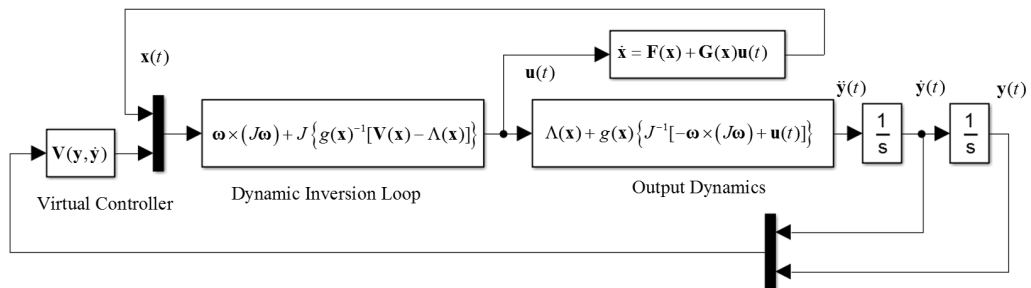 ẋ = F(x) + G(x)u(t)
x(t)
u(t)
ÿ(t)
ẏ(t)
y(t)
ω×(Jω) + J{g(x)⁻¹[V(x) − Λ(x)]}
Λ(x) + g(x){J⁻¹[−ω×(Jω) + u(t)]}
1
s
1
s
V(y,ẏ)
Virtual Controller
Dynamic Inversion Loop
Output Dynamics